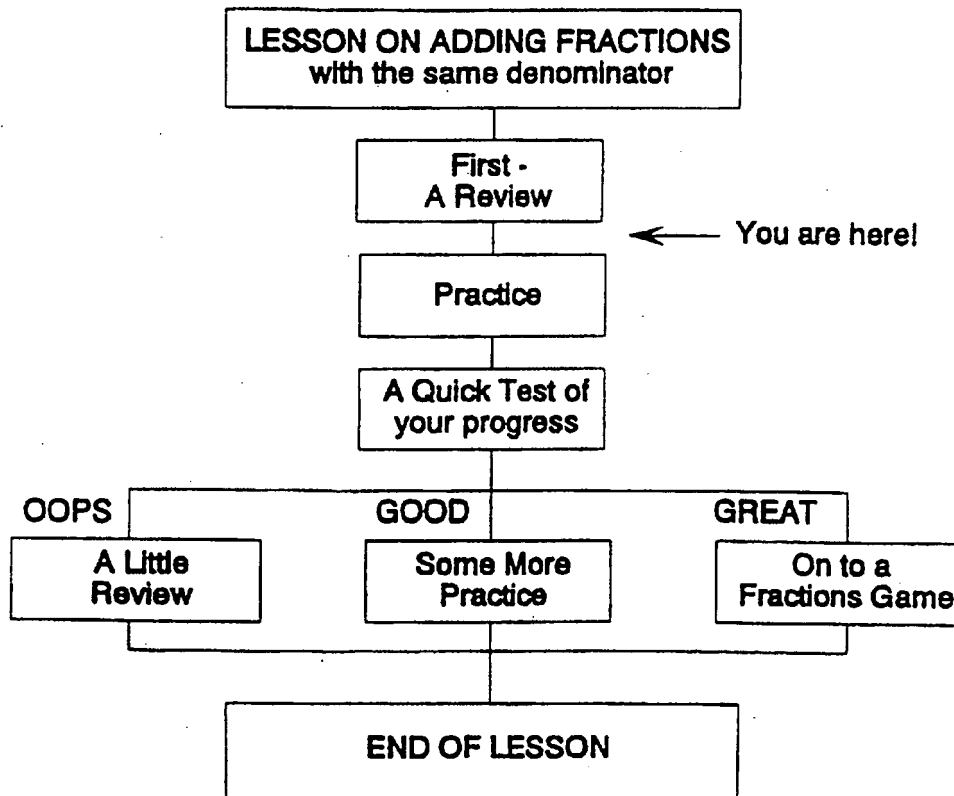 LESSON ON ADDING FRACTIONS
with the same denominator
First -
A Review
You are here!
Practice
A Quick Test of
your progress
OOPS
GOOD
GREAT
A Little
Review
Some More
Practice
On to a
Fractions Game
END OF LESSON